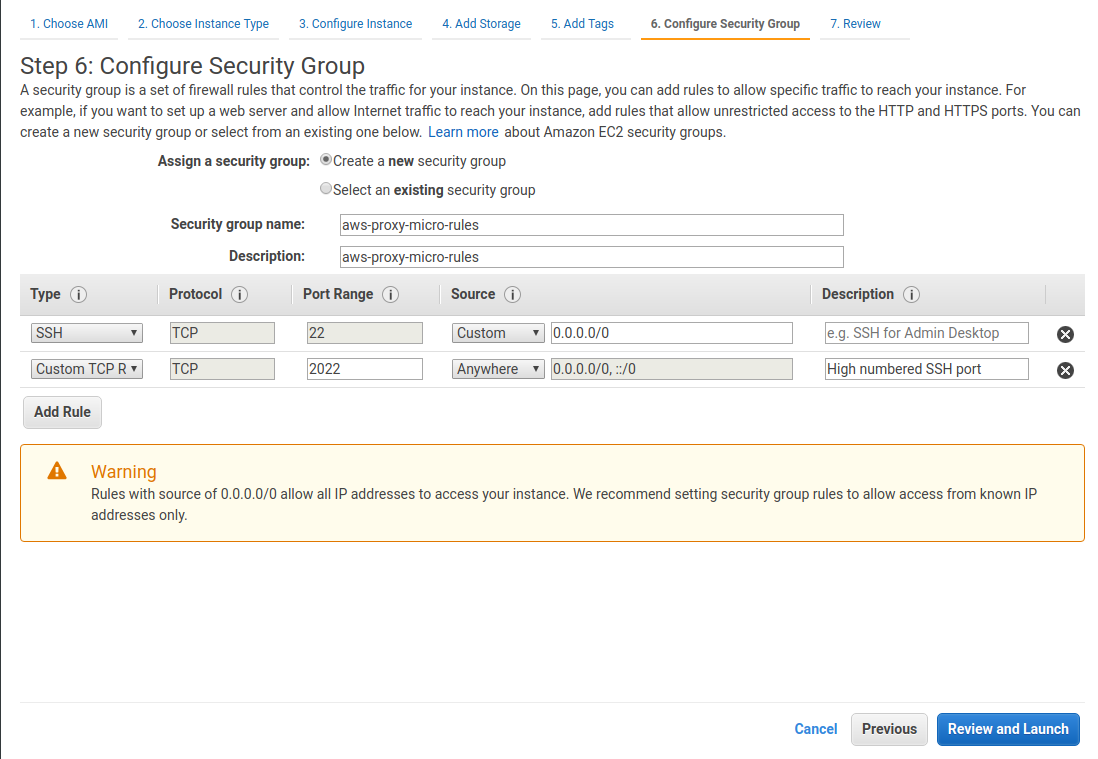 1. Choose AMI 2. Choose Instance Type 3. Configure Instance 4. Add Storage 5. Add Tags 6. Configure Security Group 7. Review
Step 6: Configure Security Group
A security group is a set of firewall rules that control the traffic for your instance. On this page, you can add rules to allow specific traffic to reach your instance. For
example, if you want to set up a web server and allow Internet traffic to reach your instance, add rules that allow unrestricted access to the HTTP and HTTPS ports. You can
create a new security group or select from an existing one below. Learn more about Amazon EC2 security groups.
Assign a security group: Create a new security group
Select an existing security group
Security group name: aws-proxy-micro-rules
Description: aws-proxy-micro-rules
Type i Protocol i Port Range i Source i Description i
SSH TCP 22 Custom 0.0.0.0/0 e.g. SSH for Admin Desktop
Custom TCP R TCP 2022 Anywhere 0.0.0.0/0, ::/0 High numbered SSH port
Add Rule
Warning
Rules with source of 0.0.0.0/0 allow all IP addresses to access your instance. We recommend setting security group rules to allow access from known IP
addresses only.
Cancel Previous Review and Launch